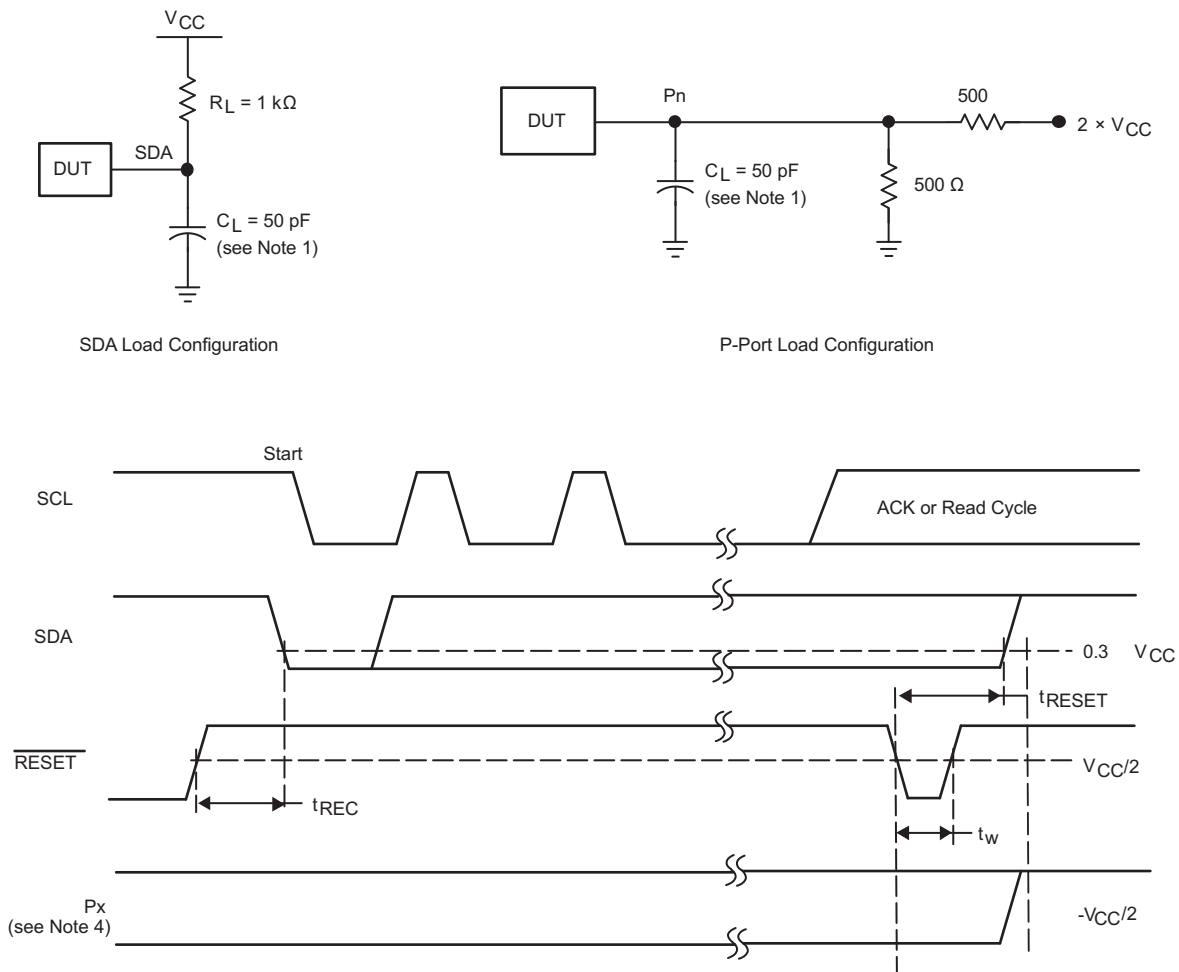 VCC
RL = 1 kΩ
DUT
SDA
CL = 50 pF
(see Note 1)
SDA Load Configuration
DUT
Pn
500
2 × VCC
CL = 50 pF
(see Note 1)
500 Ω
P-Port Load Configuration
Start
SCL
ACK or Read Cycle
SDA
0.3 VCC
tRESET
RESET
VCC/2
tREC
tw
Px
(see Note 4)
-VCC/2